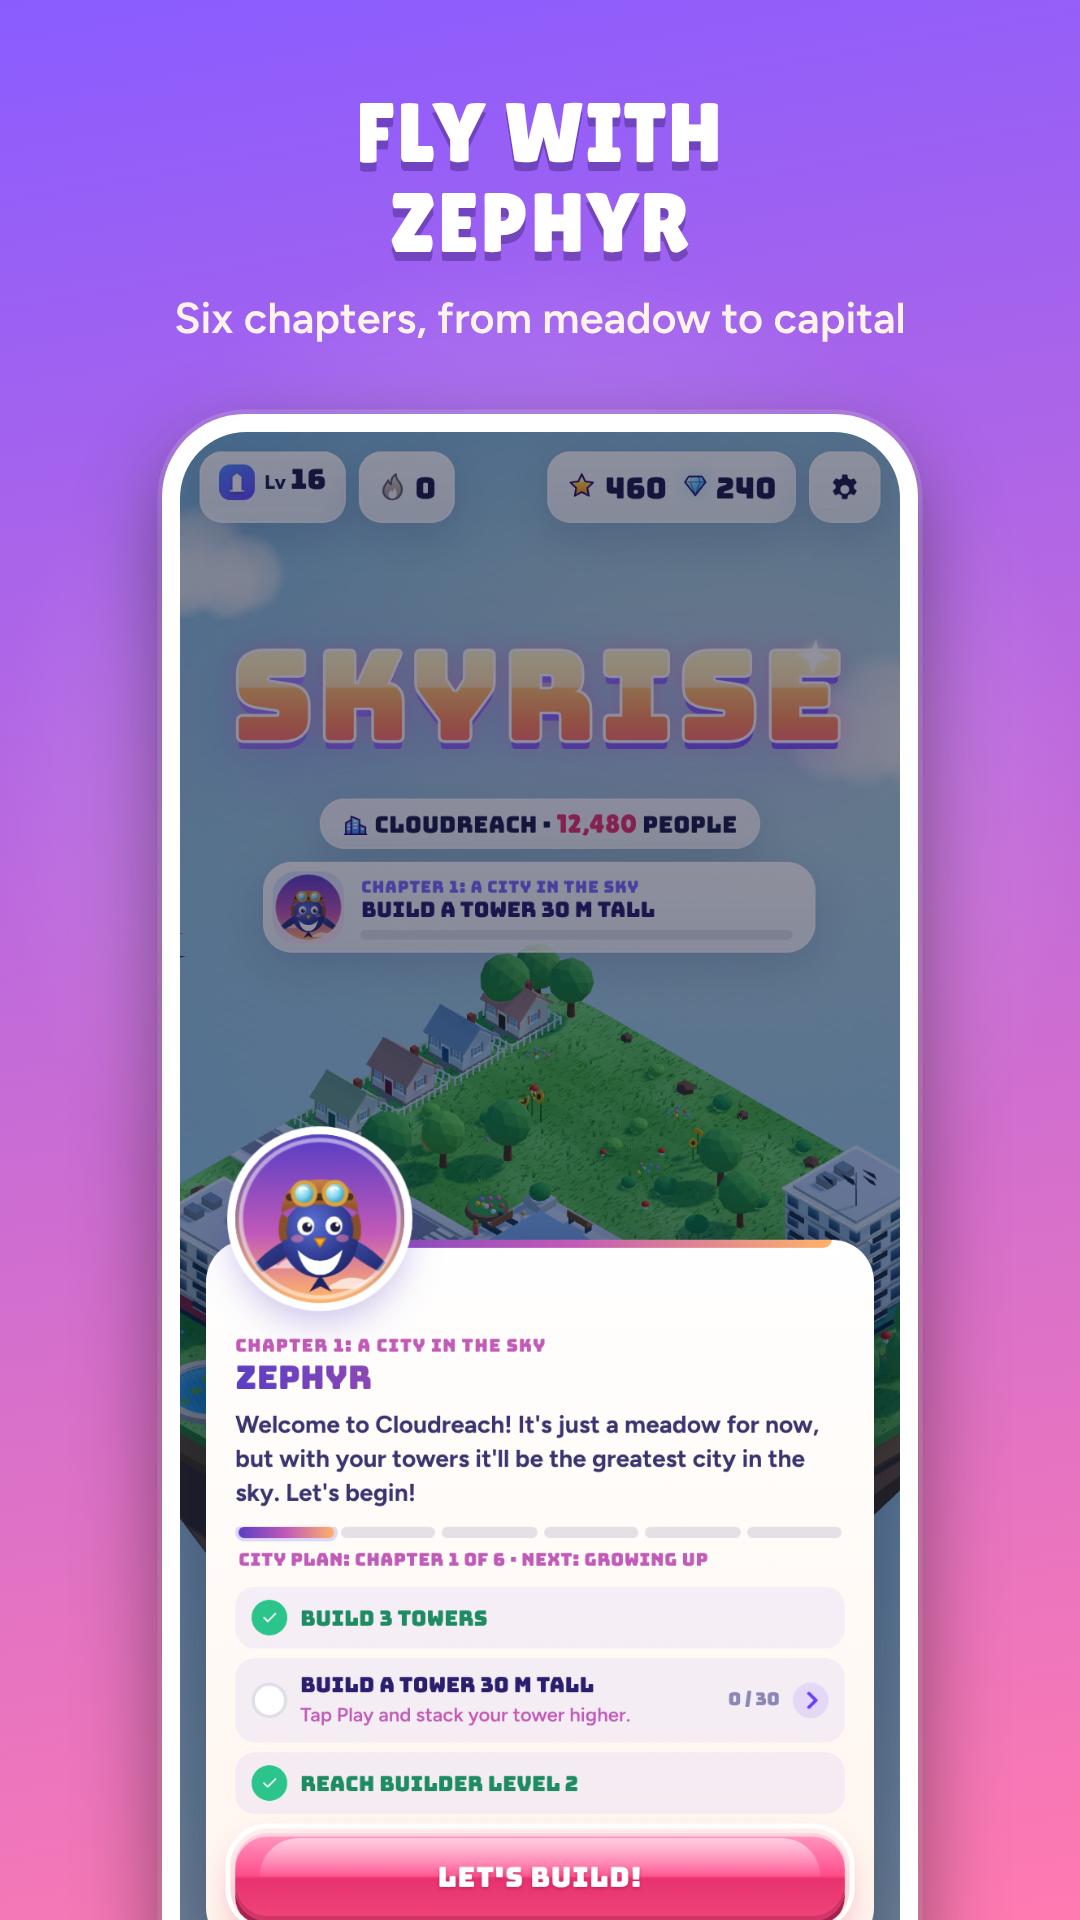 FLY WITH
ZEPHYR
Six chapters, from meadow to capital
Lv 16
0
460
240
SKYRISE
CLOUDREACH · 12,480 PEOPLE
CHAPTER 1: A CITY IN THE SKY
BUILD A TOWER 30 M TALL
CHAPTER 1: A CITY IN THE SKY
ZEPHYR
Welcome to Cloudreach! It's just a meadow for now,
but with your towers it'll be the greatest city in the
sky. Let's begin!
CITY PLAN: CHAPTER 1 OF 6 · NEXT: GROWING UP
BUILD 3 TOWERS
BUILD A TOWER 30 M TALL
Tap Play and stack your tower higher.
0 / 30
REACH BUILDER LEVEL 2
LET'S BUILD!